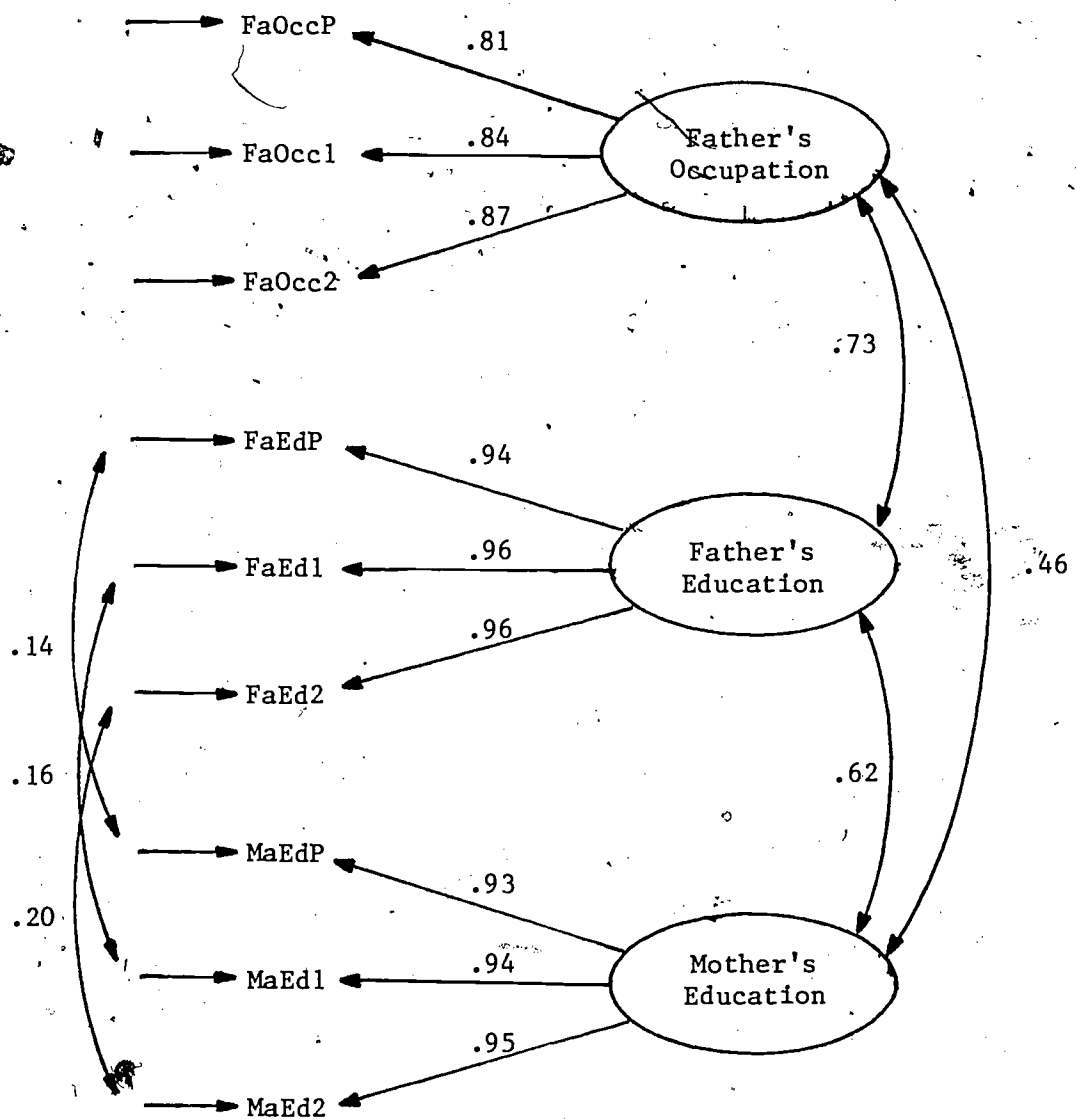 FaOccP
.81
Father's
Occupation
FaOcc1
.84
.87
FaOcc2
.73
FaEdP
.94
Father's
Education
FaEd1
.96
.46
.96
.14
FaEd2
.16
.62
MaEdP
.93
.20
Mother's
Education
MaEd1
.94
.95
MaEd2